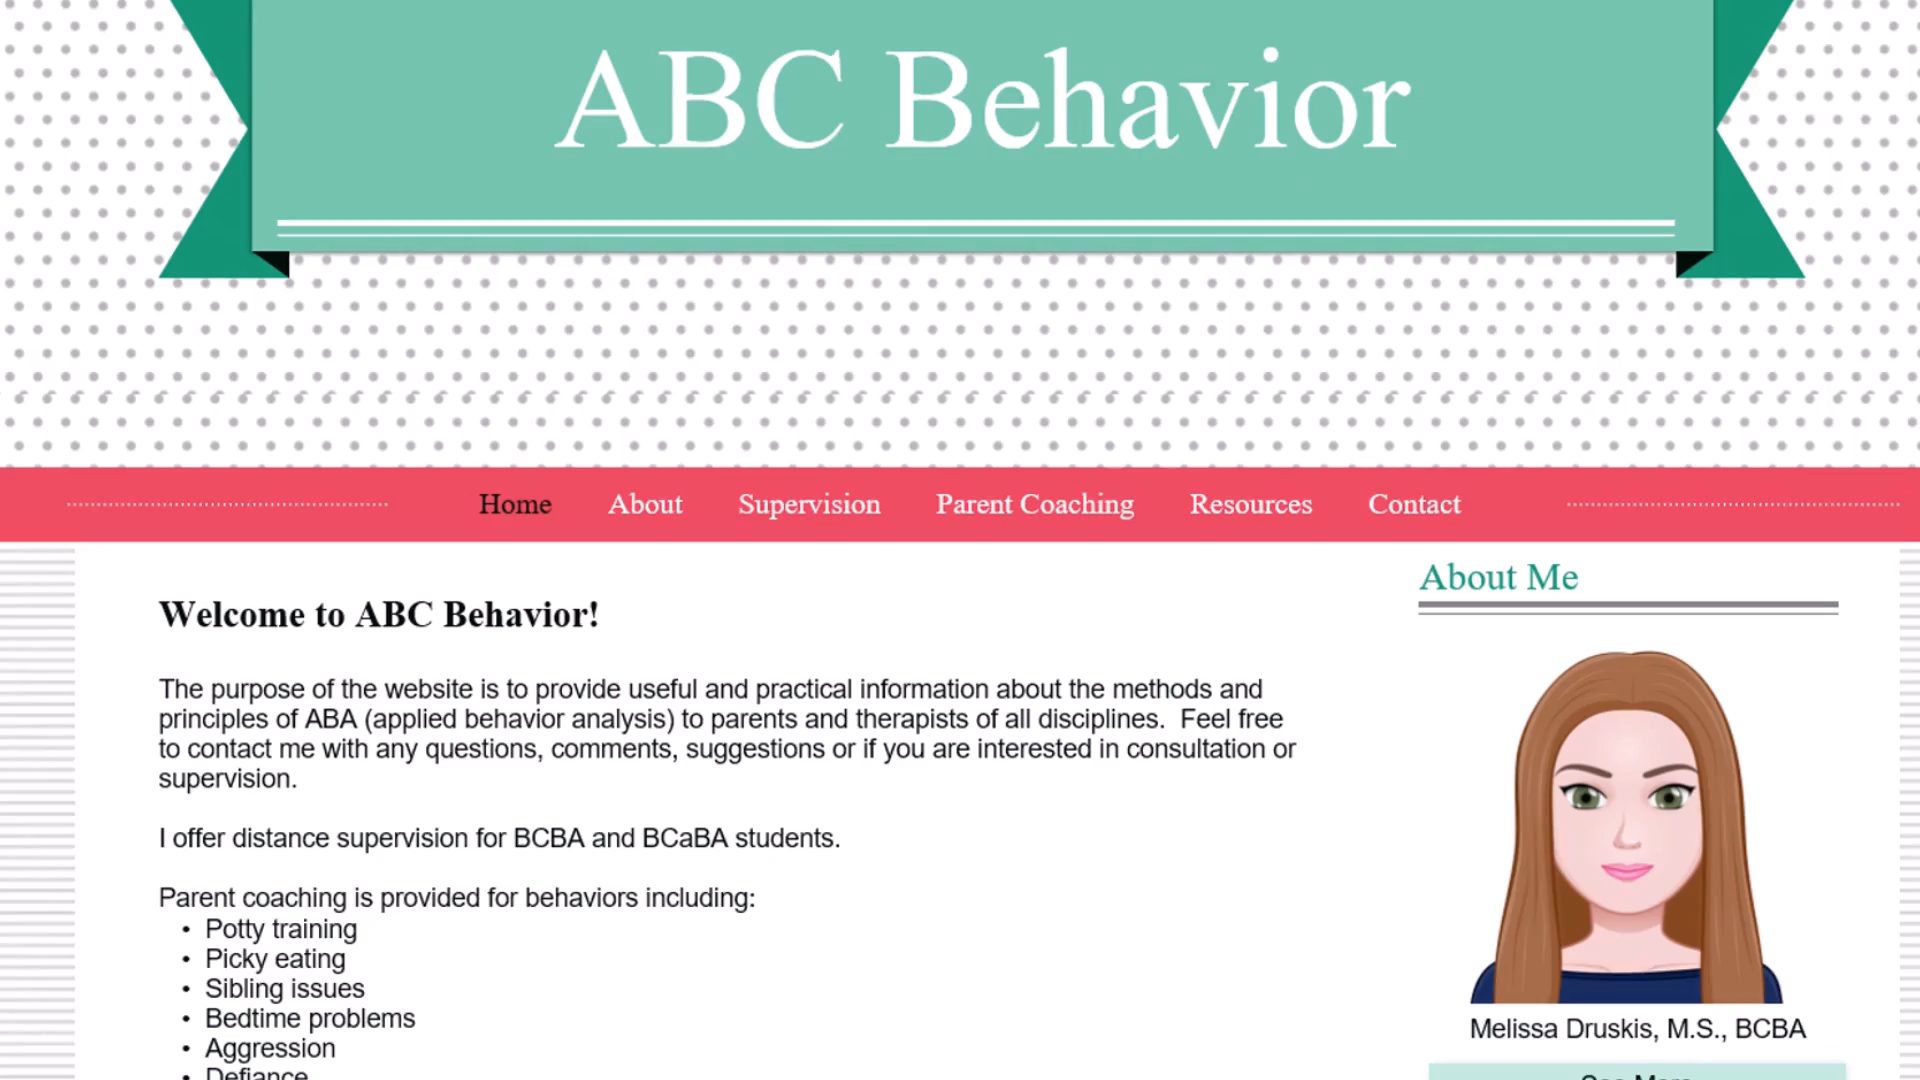 ABC Behavior
Home About Supervision Parent Coaching Resources Contact
Welcome to ABC Behavior!
The purpose of the website is to provide useful and practical information about the methods and
principles of ABA (applied behavior analysis) to parents and therapists of all disciplines.  Feel free
to contact me with any questions, comments, suggestions or if you are interested in consultation or
supervision.
I offer distance supervision for BCBA and BCaBA students.
Parent coaching is provided for behaviors including:
• Potty training
• Picky eating
• Sibling issues
• Bedtime problems
• Aggression
• Defiance
About Me
Melissa Druskis, M.S., BCBA
See More